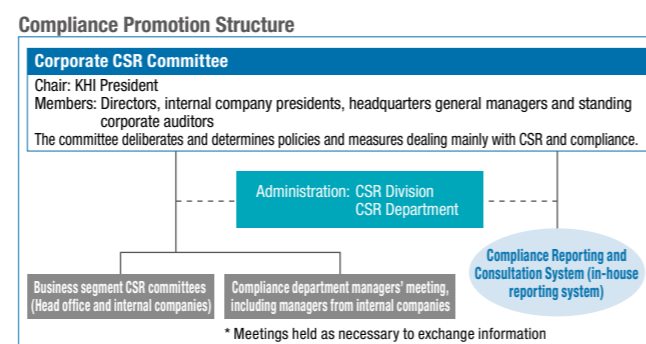 Compliance Promotion Structure
Corporate CSR Committee
Chair: KHI President
Members: Directors, internal company presidents, headquarters general managers and standing
corporate auditors
The committee deliberates and determines policies and measures dealing mainly with CSR and compliance.
Administration: CSR Division
CSR Department
Business segment CSR committees
(Head office and internal companies)
Compliance department managers' meeting,
including managers from internal companies
Compliance Reporting and
Consultation System (in-house
reporting system)
* Meetings held as necessary to exchange information